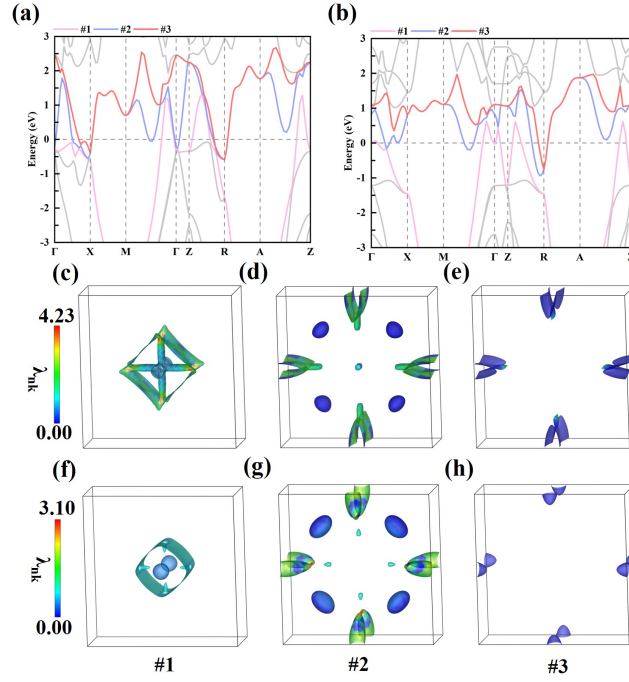 (a)
#1 #2 #3
Energy (eV)
3
2
1
0
-1
-2
-3
Γ X M Γ Z R A Z
(b)
#1 #2 #3
Energy (eV)
3
2
1
0
-1
-2
-3
Γ X M Γ Z R A
(c) (d) (e)
4.23
λnk
0.00
(f) (g) (h)
3.10
λnk
0.00
#1 #2 #3